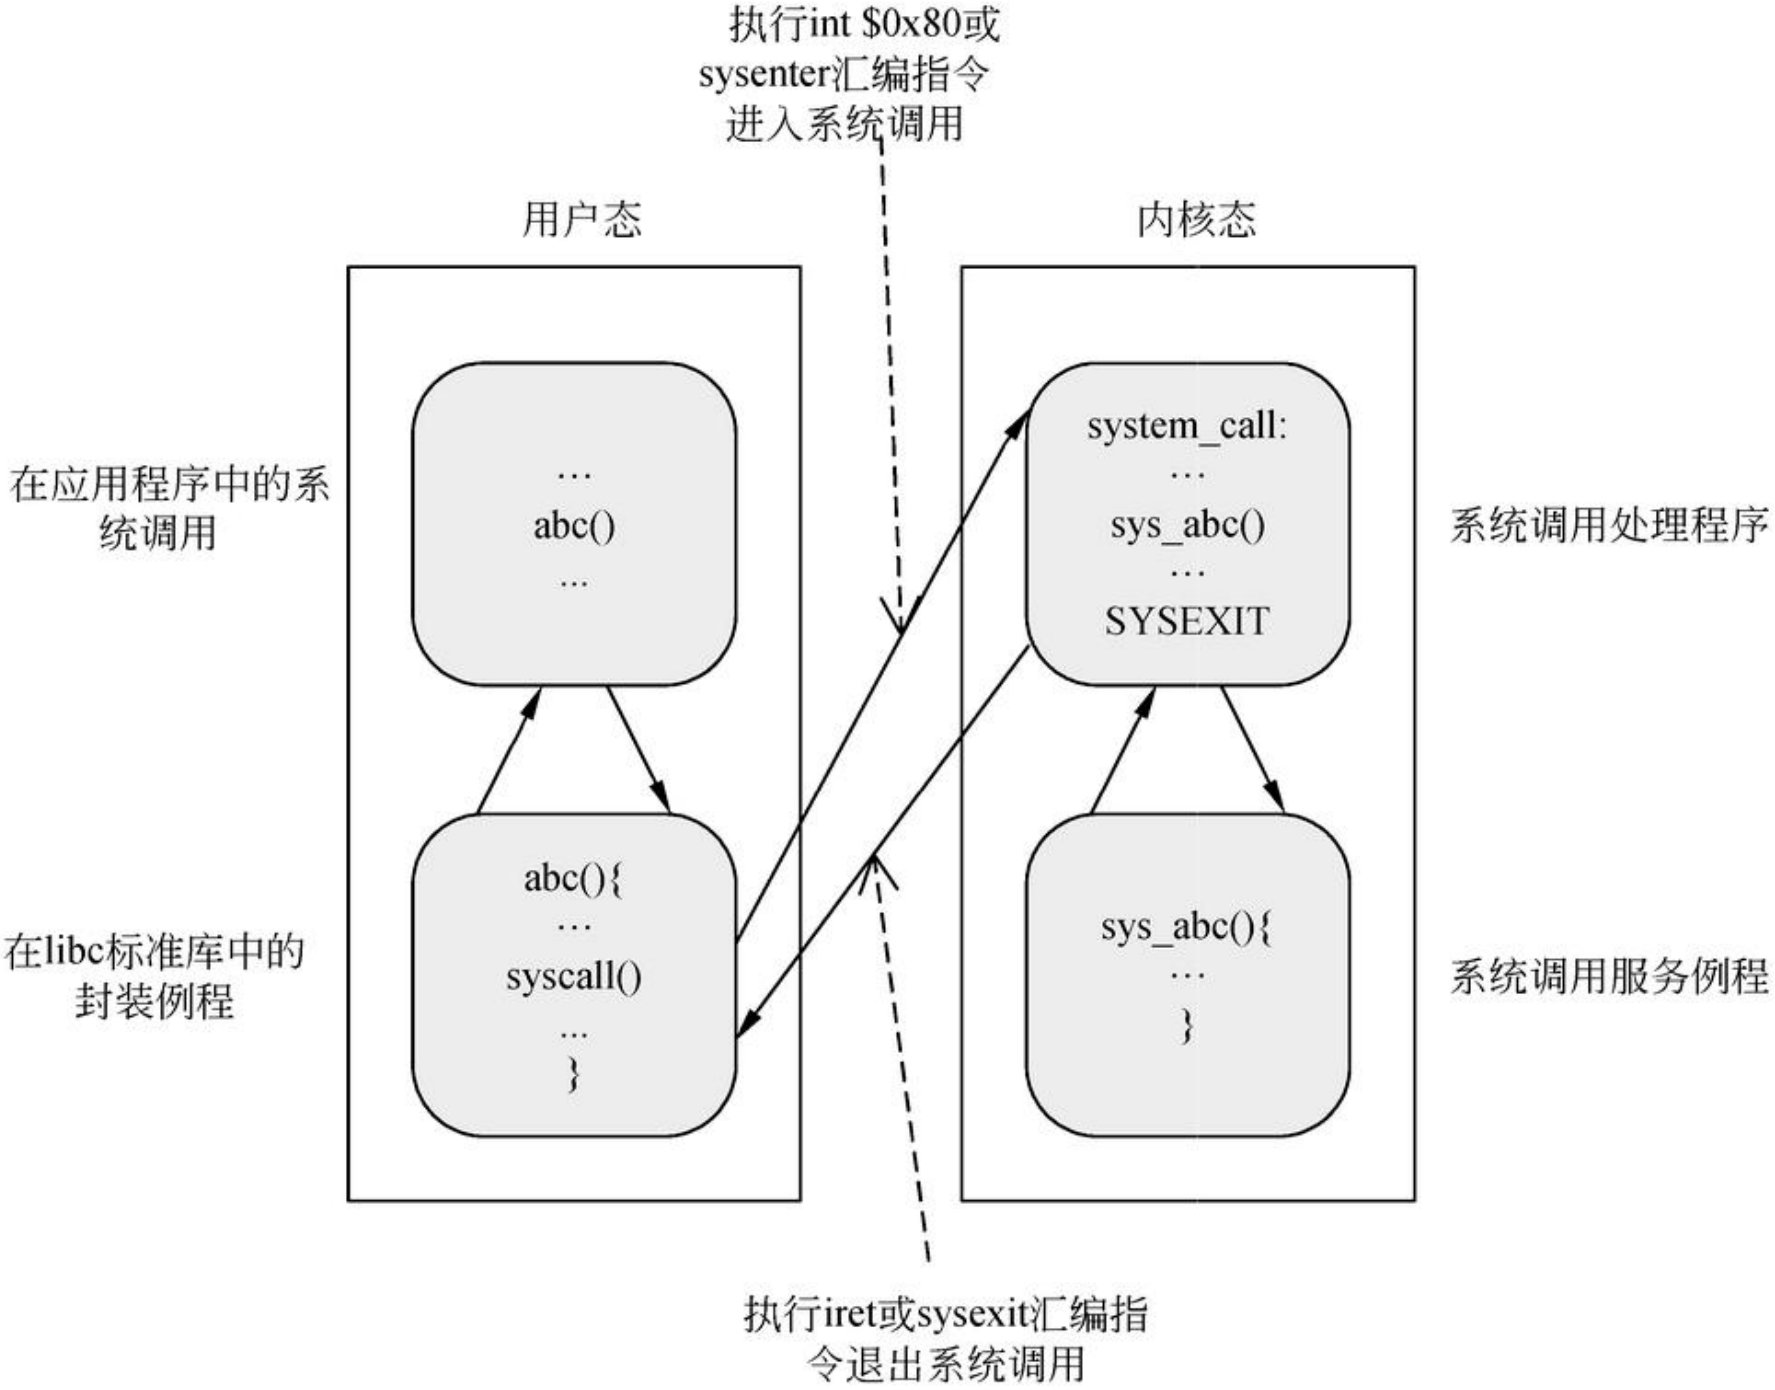 执行int $0x80或
sysenter汇编指令
进入系统调用
用户态
内核态
在应用程序中的系
统调用
…
abc()
...
system_call:
…
sys_abc()
…
SYSEXIT
系统调用处理程序
在libc标准库中的
封装例程
abc(){
…
syscall()
...
}
sys_abc(){
…
}
系统调用服务例程
执行iret或sysexit汇编指
令退出系统调用